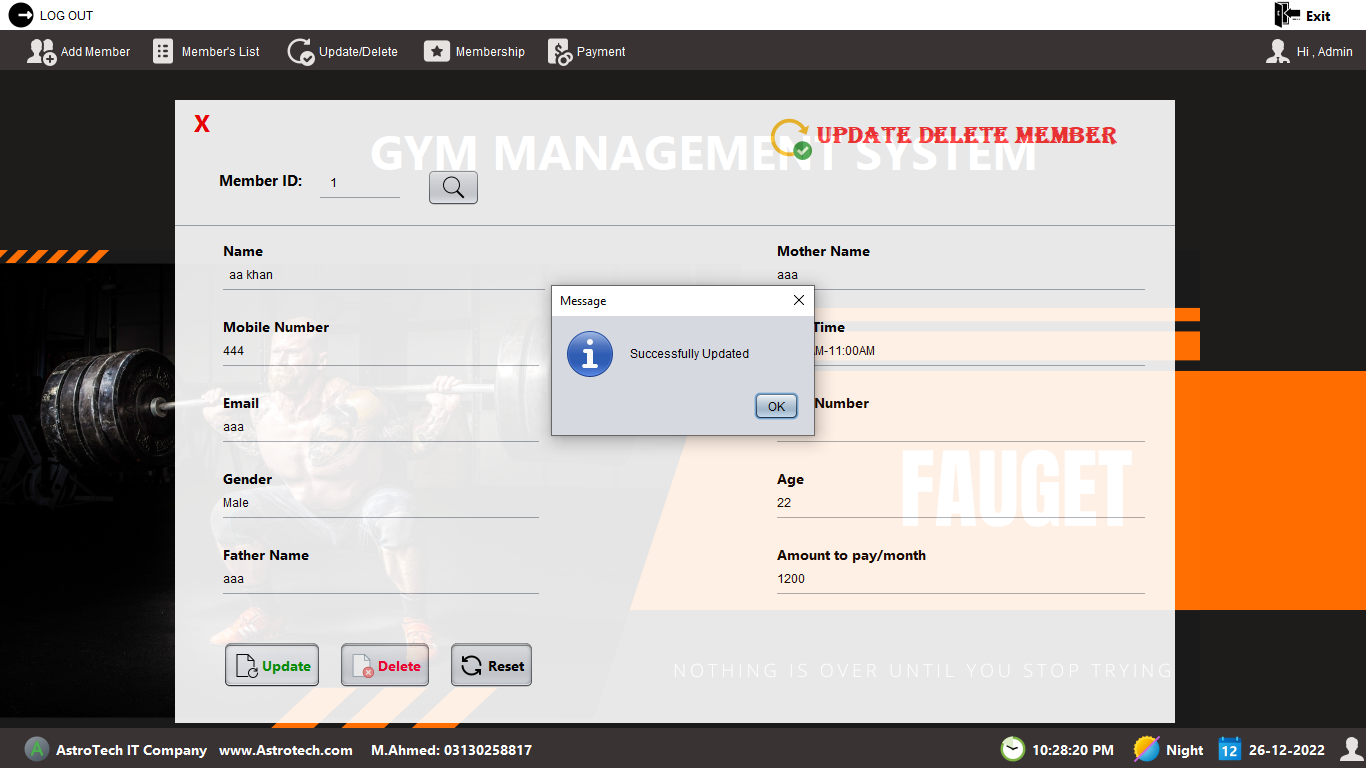 LOG OUT
Exit
Add Member
Member's List
Update/Delete
Membership
Payment
Hi , Admin
X
GYM MANAGEMENT SYSTEM
UPDATE DELETE MEMBER
Member ID: 1
Name
aa khan
Mother Name
aaa
Mobile Number
444
Time
M-11:00AM
Email
aaa
Number
Gender
Male
Age
22
Father Name
aaa
Amount to pay/month
1200
Message
Successfully Updated
OK
FAUGET
Update
Delete
Reset
NOTHING IS OVER UNTIL YOU STOP TRYING
A
AstroTech IT Company
www.Astrotech.com
M.Ahmed: 03130258817
10:28:20 PM
Night
12
26-12-2022